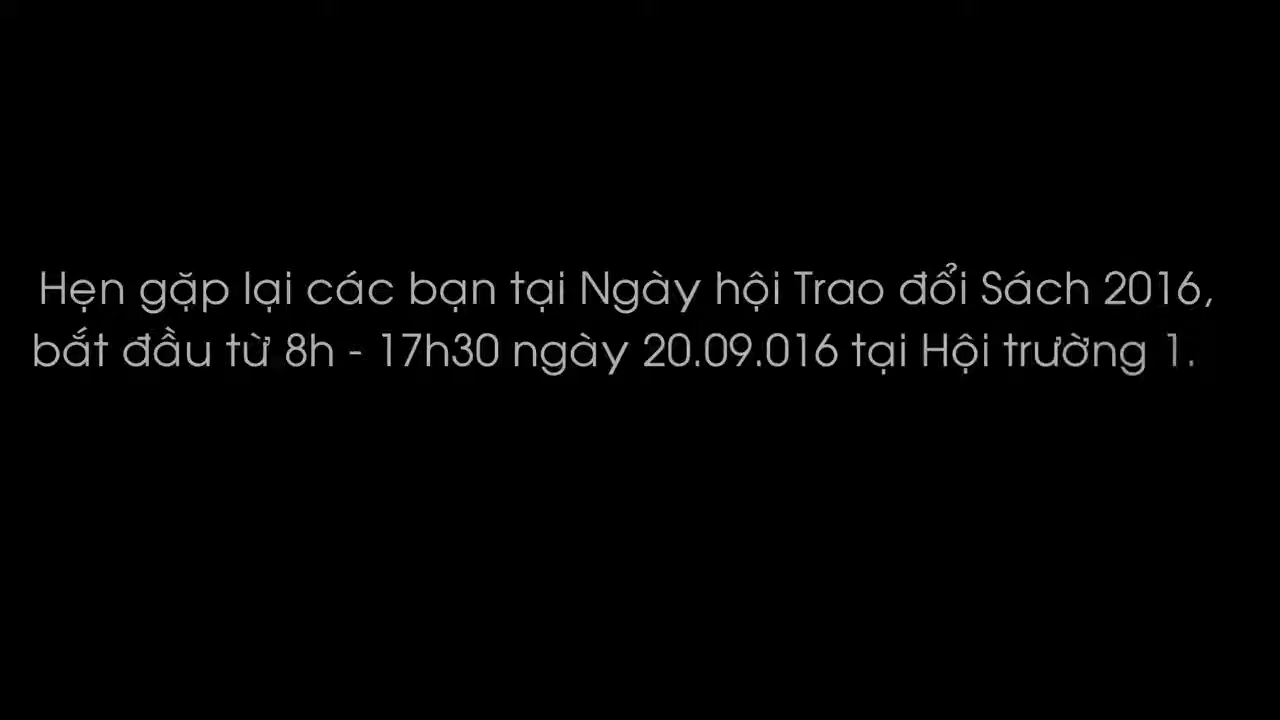 Hẹn gặp lại các bạn tại Ngày hội Trao đổi Sách 2016,
bắt đầu từ 8h - 17h30 ngày 20.09.016 tại Hội trường 1.